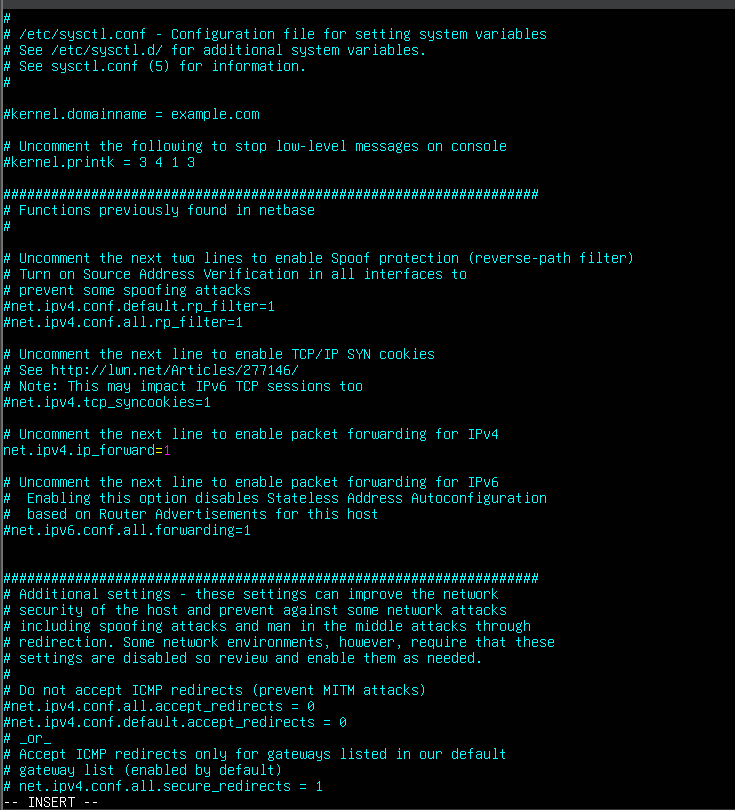 #
# /etc/sysctl.conf - Configuration file for setting system variables
# See /etc/sysctl.d/ for additional system variables.
# See sysctl.conf (5) for information.
#
#kernel.domainname = example.com
# Uncomment the following to stop low-level messages on console
#kernel.printk = 3 4 1 3
###################################################################
# Functions previously found in netbase
#
# Uncomment the next two lines to enable Spoof protection (reverse-path filter)
# Turn on Source Address Verification in all interfaces to
# prevent some spoofing attacks
#net.ipv4.conf.default.rp_filter=1
#net.ipv4.conf.all.rp_filter=1
# Uncomment the next line to enable TCP/IP SYN cookies
# See http://lwn.net/Articles/277146/
# Note: This may impact IPv6 TCP sessions too
#net.ipv4.tcp_syncookies=1
# Uncomment the next line to enable packet forwarding for IPv4
net.ipv4.ip_forward=1
# Uncomment the next line to enable packet forwarding for IPv6
#  Enabling this option disables Stateless Address Autoconfiguration
#  based on Router Advertisements for this host
#net.ipv6.conf.all.forwarding=1
###################################################################
# Additional settings - these settings can improve the network
# security of the host and prevent against some network attacks
# including spoofing attacks and man in the middle attacks through
# redirection. Some network environments, however, require that these
# settings are disabled so review and enable them as needed.
#
# Do not accept ICMP redirects (prevent MITM attacks)
#net.ipv4.conf.all.accept_redirects = 0
#net.ipv4.conf.default.accept_redirects = 0
# _or_
# Accept ICMP redirects only for gateways listed in our default
# gateway list (enabled by default)
# net.ipv4.conf.all.secure_redirects = 1
-- INSERT --